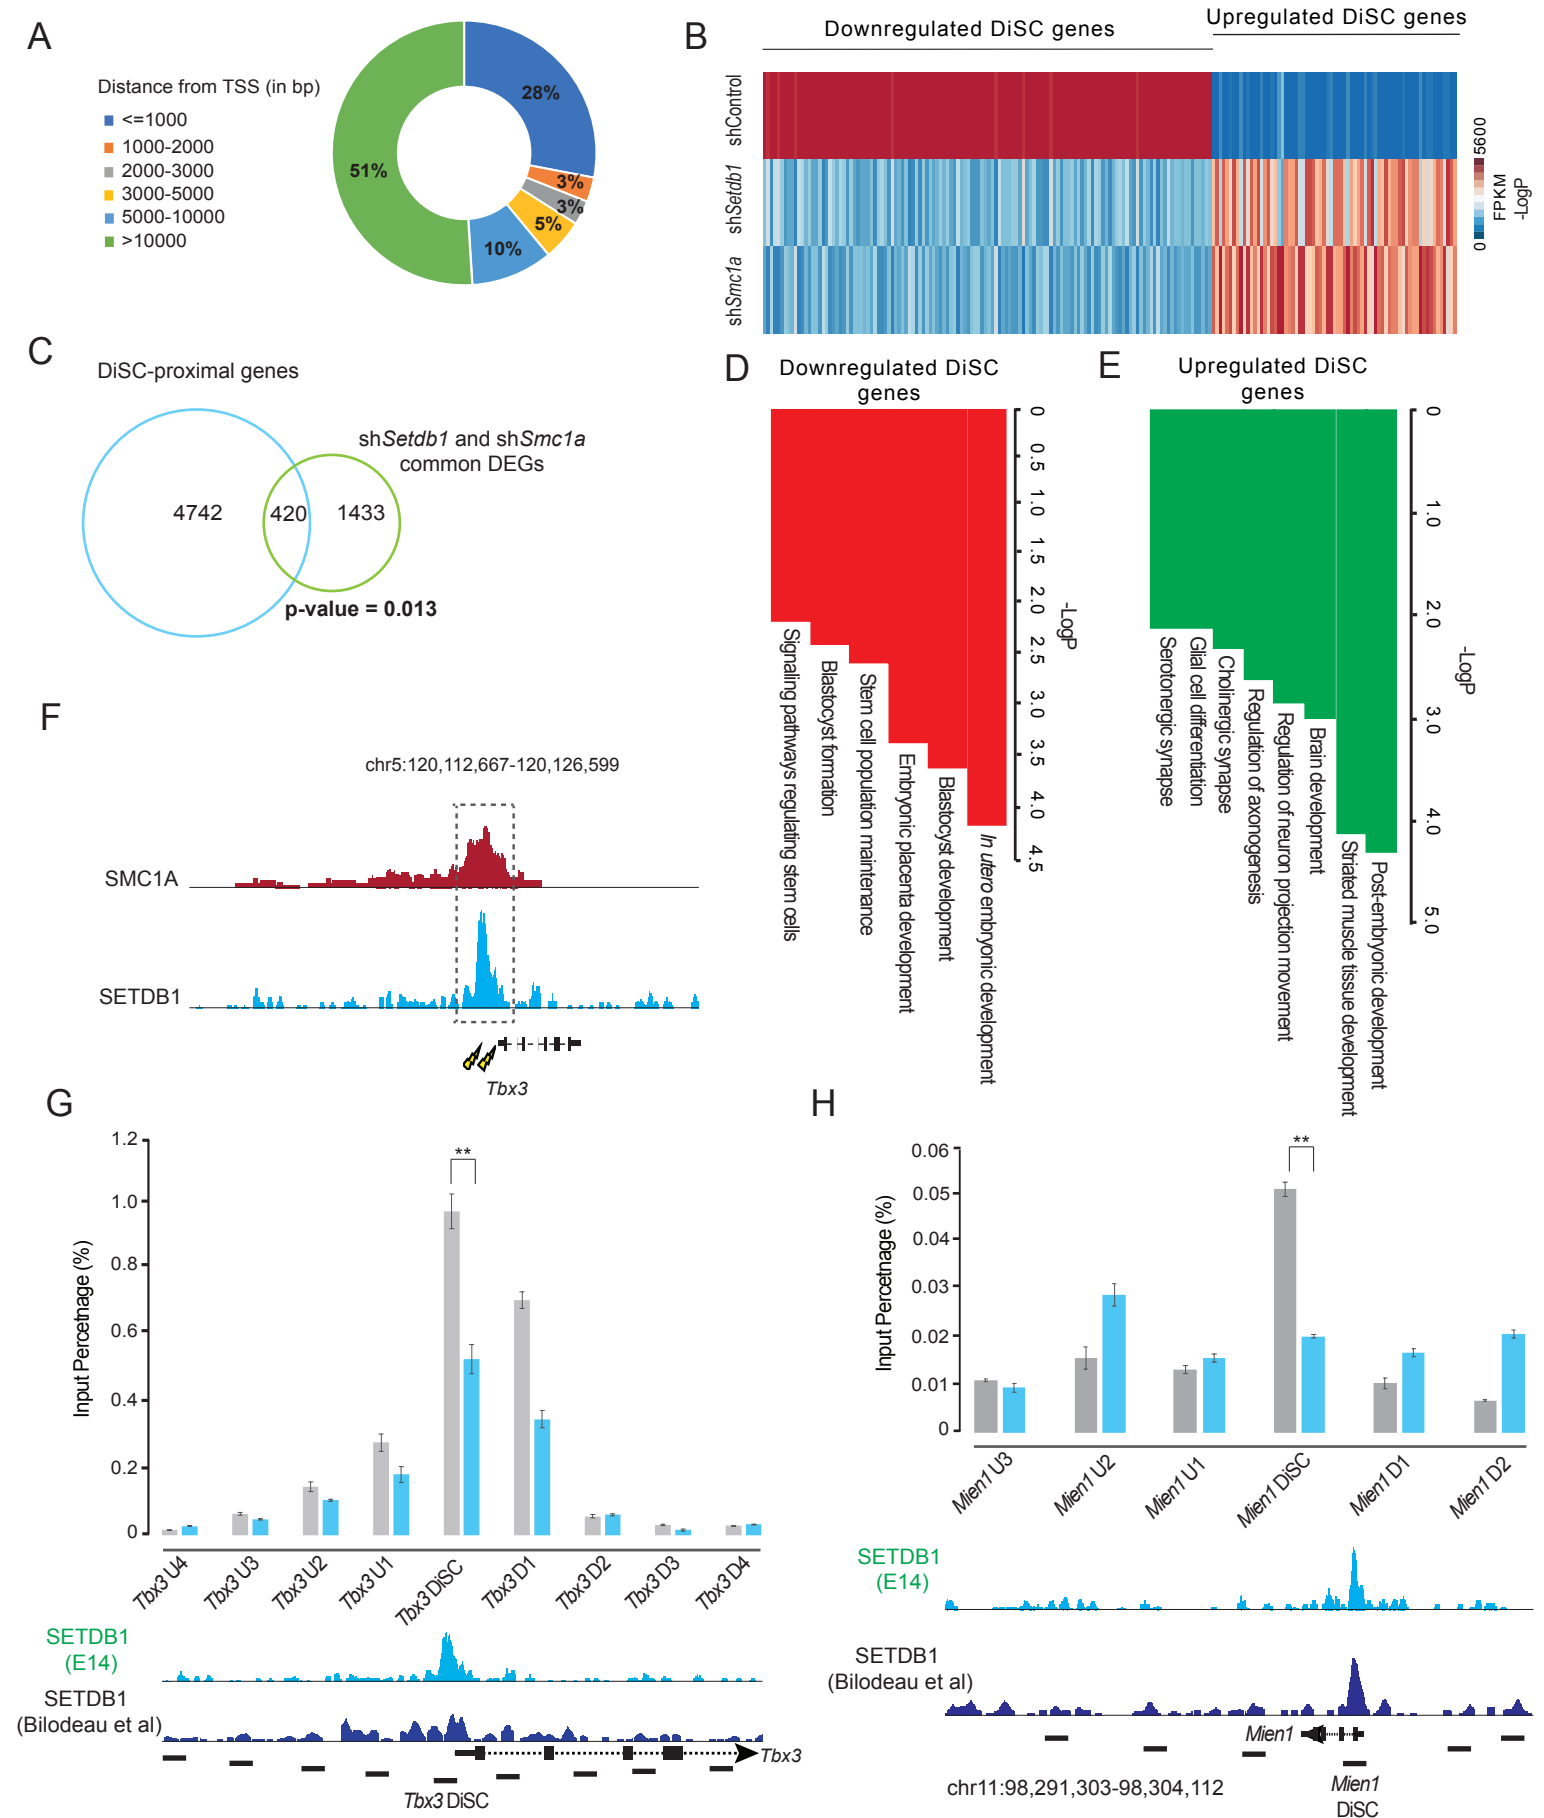 A
Distance from TSS (in bp)
<=1000
1000-2000
2000-3000
3000-5000
5000-10000
>10000
28%
3%
3%
5%
10%
51%
B
Downregulated DiSC genes
Upregulated DiSC genes
shControl
shSetdb1
shSmc1a
0
5600
FPKM
-LogP
C
DiSC-proximal genes
shSetdb1 and shSmc1a
common DEGs
4742
420
1433
p-value = 0.013
D
Downregulated DiSC
genes
0
0.5
1.0
1.5
2.0
2.5
3.0
3.5
4.0
4.5
-LogP
Signaling pathways regulating stem cells
Blastocyst formation
Stem cell population maintenance
Embryonic placenta development
Blastocyst development
In utero embryonic development
E
Upregulated DiSC
genes
0
1.0
2.0
3.0
4.0
5.0
-LogP
Serotonergic synapse
Glial cell differentiation
Cholinergic synapse
Regulation of axonogenesis
Regulation of neuron projection movement
Brain development
Striated muscle tissue development
Post-embryonic development
F
chr5:120,112,667-120,126,599
SMC1A
SETDB1
Tbx3
G
1.2
1.0
0.8
0.6
0.4
0.2
0
Input Percetnage (%)
**
Tbx3 U4
Tbx3 U3
Tbx3 U2
Tbx3 U1
Tbx3 DiSC
Tbx3 D1
Tbx3 D2
Tbx3 D3
Tbx3 D4
SETDB1
(E14)
SETDB1
(Bilodeau et al)
Tbx3
Tbx3 DiSC
H
0.06
0.05
0.04
0.03
0.02
0.01
0
Input Percetnage (%)
**
Mien1 U3
Mien1 U2
Mien1 U1
Mien1 DiSC
Mien1 D1
Mien1 D2
SETDB1
(E14)
SETDB1
(Bilodeau et al)
Mien1
chr11:98,291,303-98,304,112
Mien1
DiSC